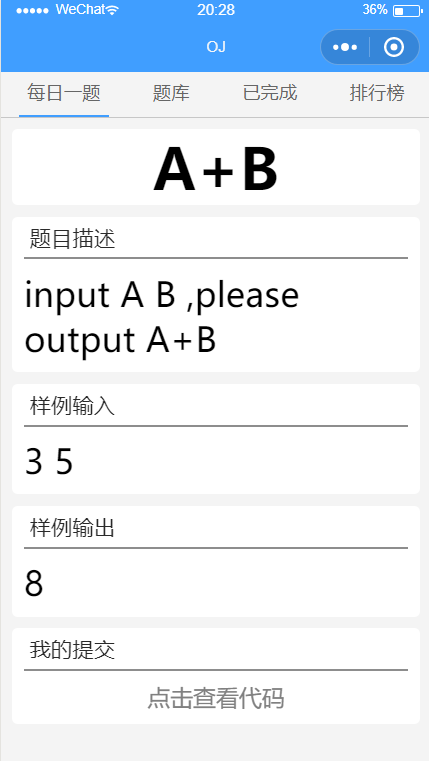 WeChat 20:28 36%
OJ
每日一题 题库 已完成 排行榜
A+B
题目描述
input A B ,please
output A+B
样例输入
3 5
样例输出
8
我的提交
点击查看代码